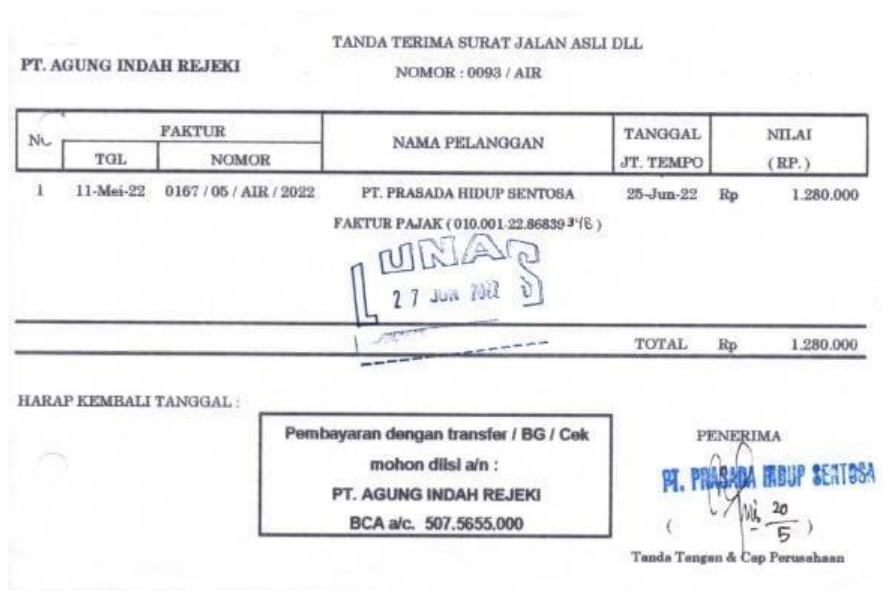 TANDA TERIMA SURAT JALAN ASLI DLL
PT. AGUNG INDAH REJEKI
NOMOR : 0093 / AIR
No FAKTUR NAMA PELANGGAN TANGGAL NILAI
TGL NOMOR JT. TEMPO (RP.)
1 11-Mei-22 0167 / 05 / AIR / 2022 PT. PRASADA HIDUP SENTOSA 25-Jun-22 Rp 1.280.000
FAKTUR PAJAK ( 010.001-22.86839348 )
LUNAS
27 JUN 2022
TOTAL Rp 1.280.000
HARAP KEMBALI TANGGAL :
Pembayaran dengan transfer / BG / Cek
mohon diisi a/n :
PT. AGUNG INDAH REJEKI
BCA a/c. 507.5655.000
PENERIMA
PT. PRASADA HIDUP SENTOSA
( 20/5 )
Tanda Tangan & Cap Perusahaan